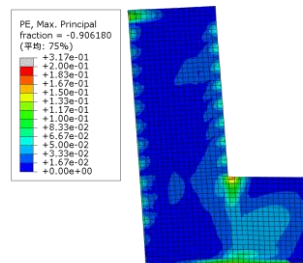 PE, Max. Principal
fraction = -0.906180
(平均: 75%)
+3.17e-01
+2.00e-01
+1.83e-01
+1.67e-01
+1.50e-01
+1.33e-01
+1.17e-01
+1.00e-01
+8.33e-02
+6.67e-02
+5.00e-02
+3.33e-02
+1.67e-02
+0.00e+00